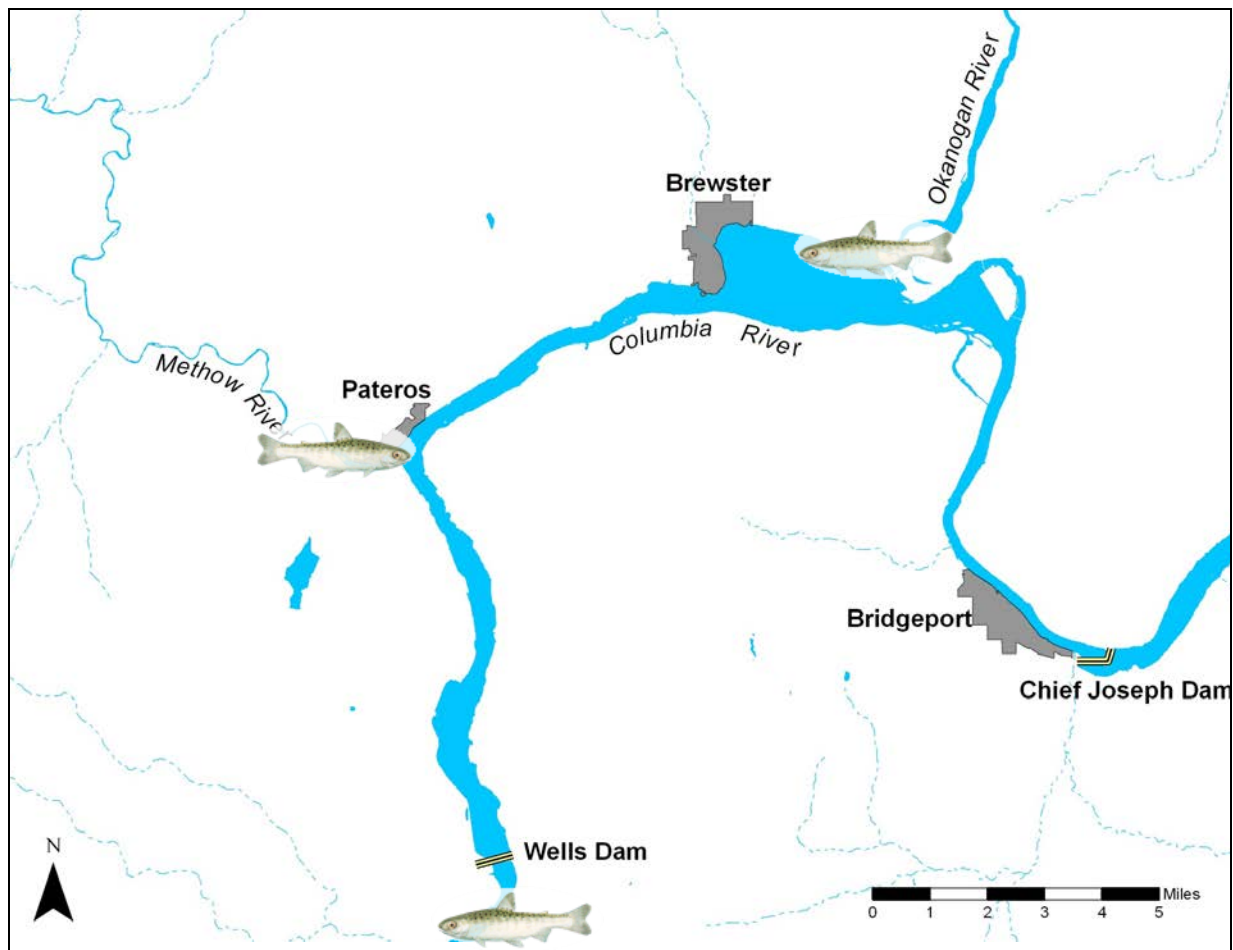 Okanogan River
Brewster
Columbia River
Methow River
Pateros
Bridgeport
Chief Joseph Dam
Wells Dam
N
Miles
0 1 2 3 4 5